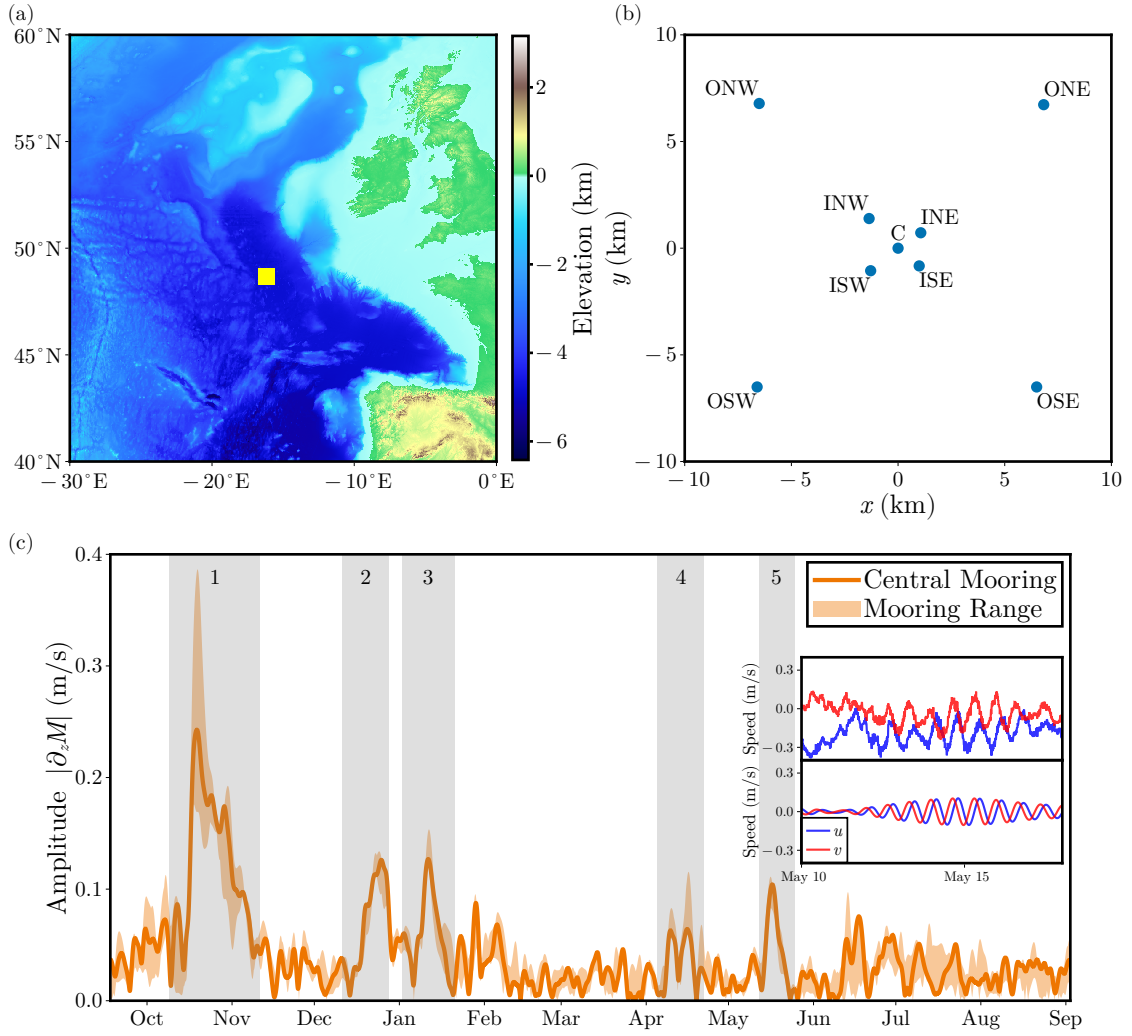 (a)
60°N
55°N
50°N
45°N
40°N
−30°E
−20°E
−10°E
0°E
2
0
−2
−4
−6
Elevation (km)
(b)
10
5
0
−5
−10
y (km)
ONW
ONE
INW
INE
C
ISW
ISE
OSW
OSE
−10
−5
0
5
10
x (km)
(c)
0.4
0.3
0.2
0.1
0.0
Amplitude |∂zM| (m/s)
1
2
3
4
5
Central Mooring
Mooring Range
Speed (m/s)
0.3
0.0
−0.3
Speed (m/s)
0.3
0.0
−0.3
u
v
May 10
May 15
Oct
Nov
Dec
Jan
Feb
Mar
Apr
May
Jun
Jul
Aug
Sep